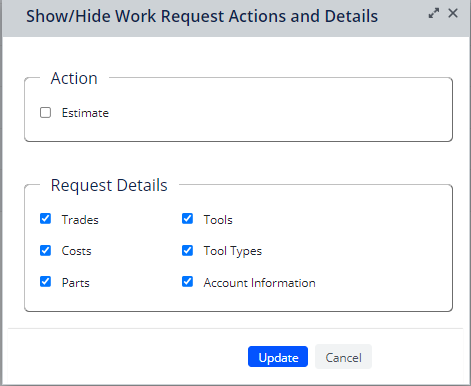 Show/Hide Work Request Actions and Details
Action
Estimate
Request Details
Trades
Tools
Costs
Tool Types
Parts
Account Information
Update
Cancel